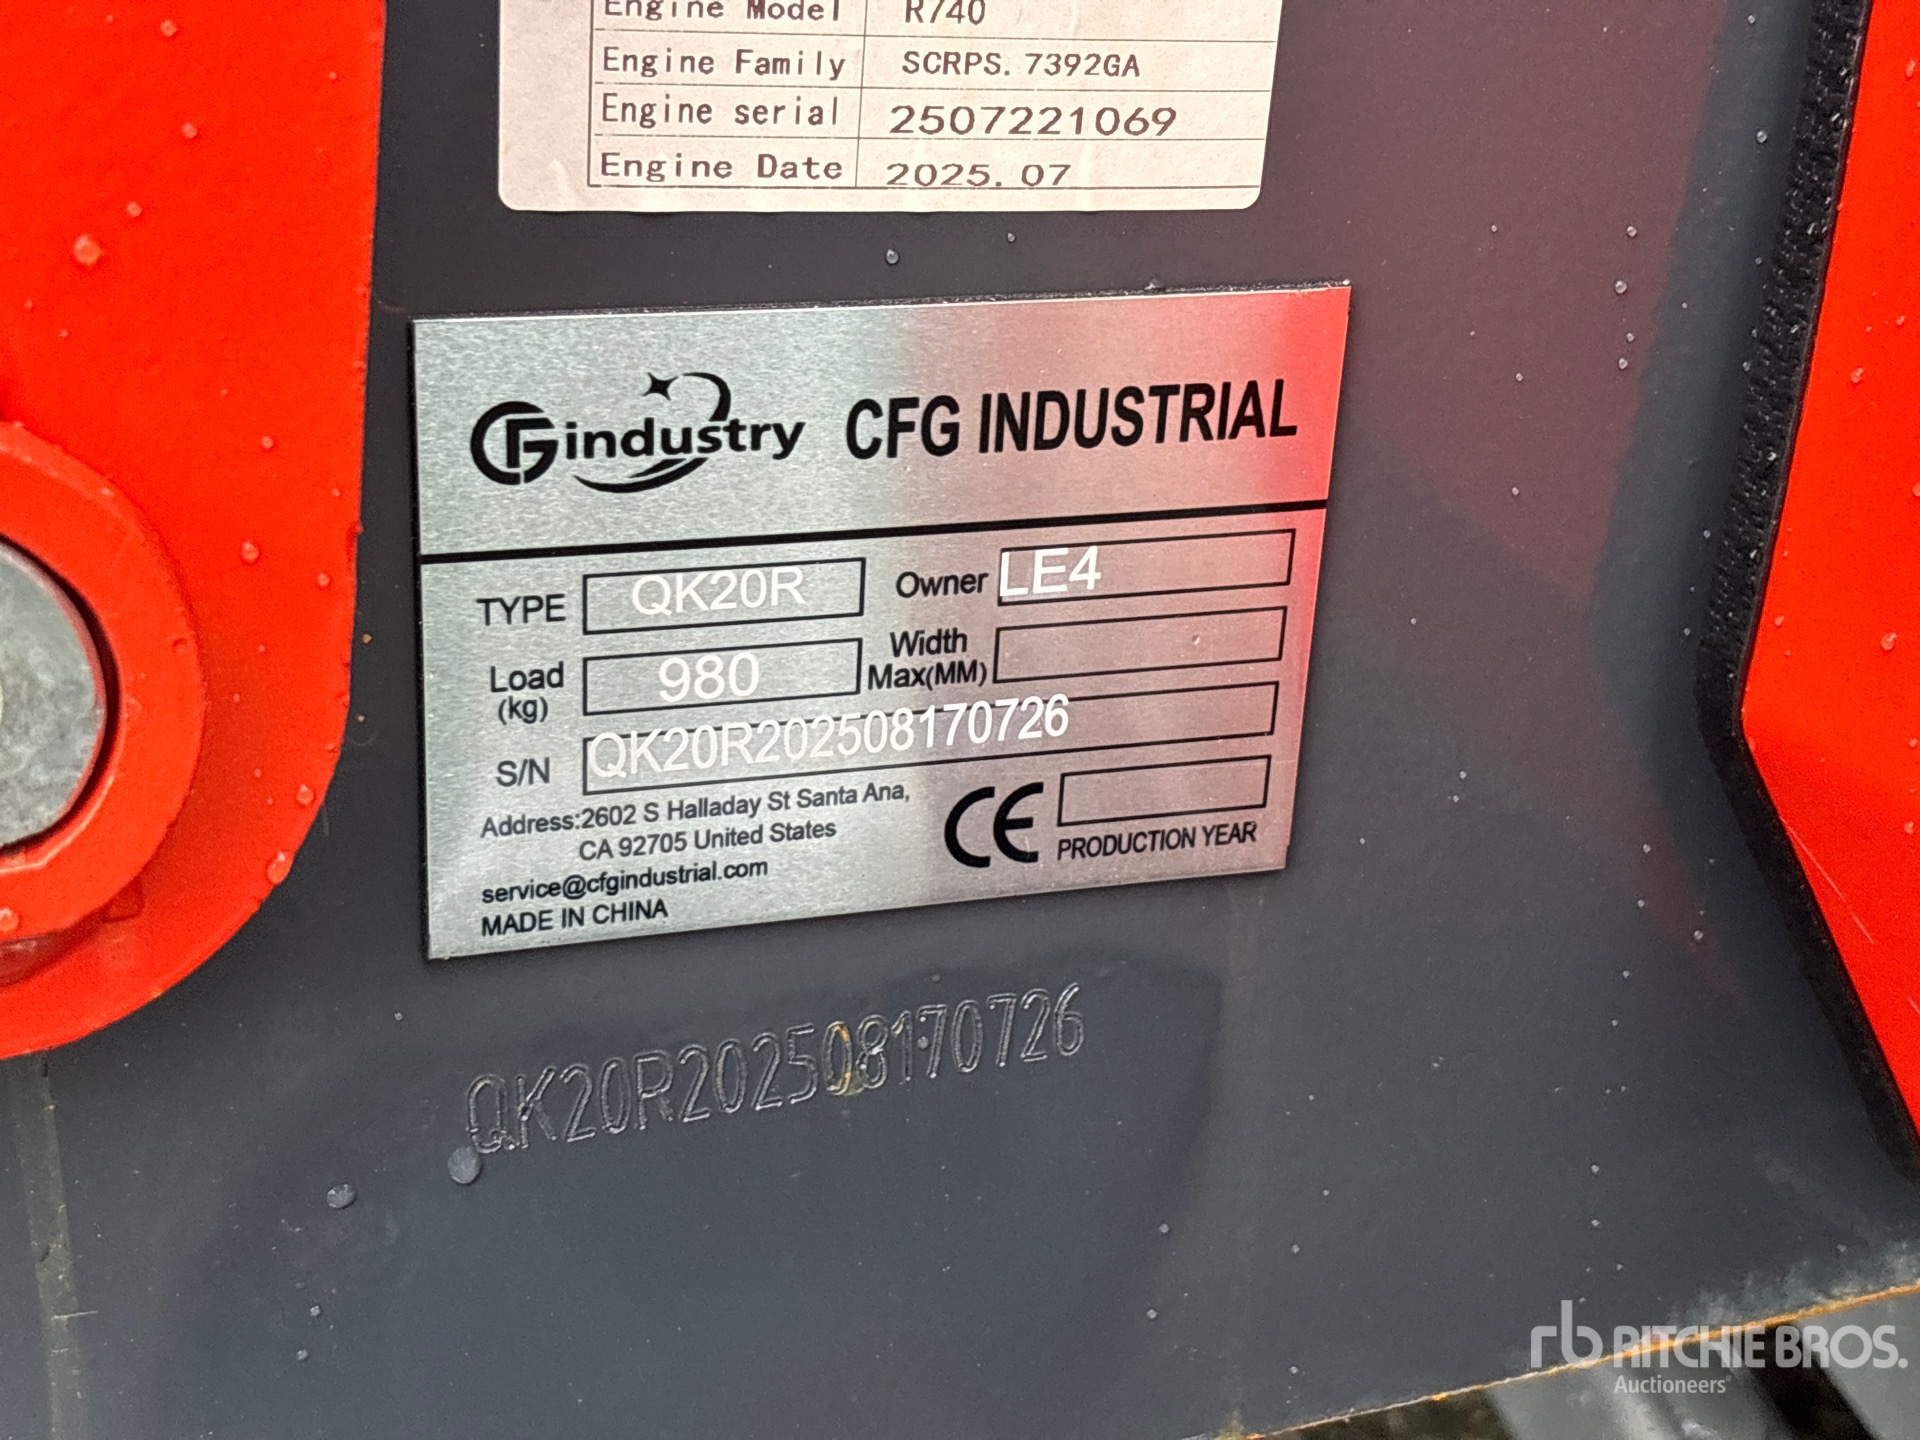 Engine Model R740
Engine Family SCRPS. 7392GA
Engine serial 2507221069
Engine Date 2025. 07
CFG industry CFG INDUSTRIAL
TYPE QK20R Owner LE4
Load (kg) 980 Width Max(MM)
S/N QK20R202508170726
Address:2602 S Halladay St Santa Ana,
CA 92705 United States
service@cfgindustrial.com
MADE IN CHINA
CE PRODUCTION YEAR
QK20R202508170726
rb RITCHIE BROS.
Auctioneers